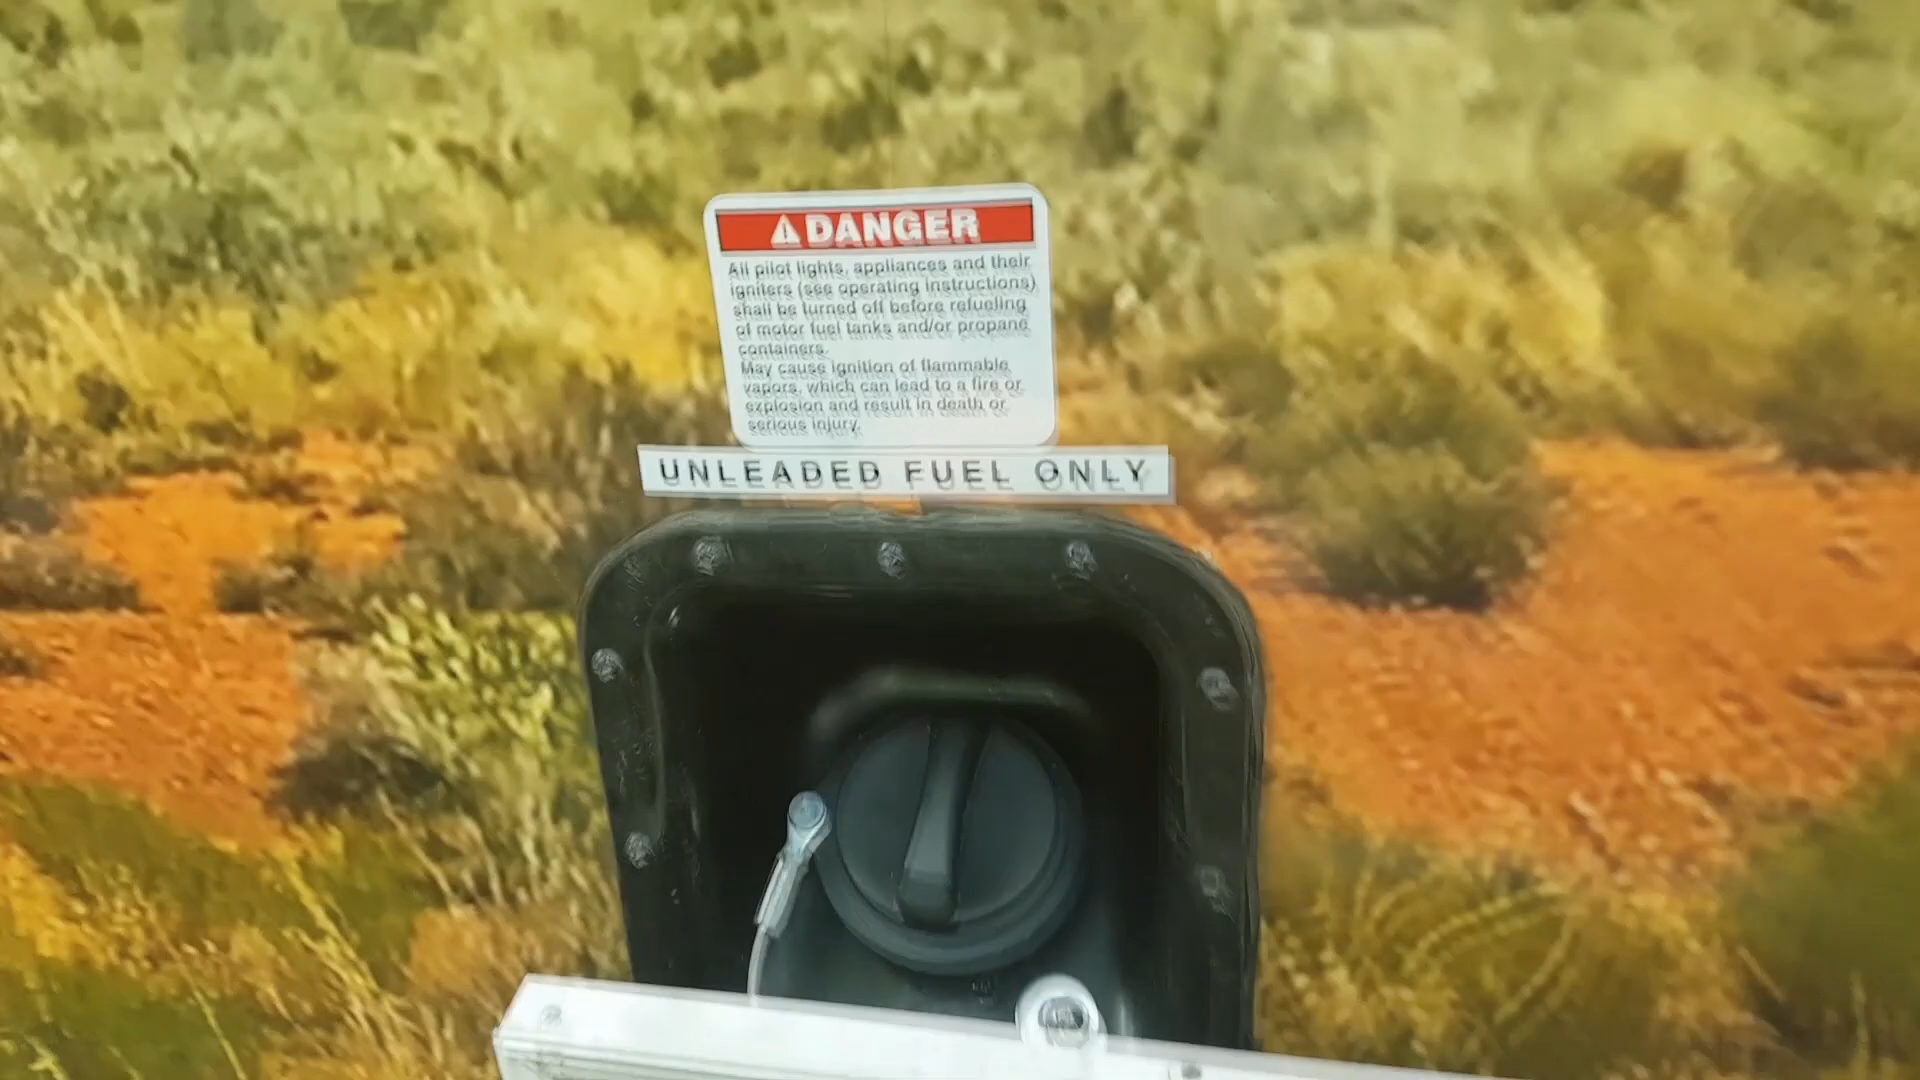 DANGER
All pilot lights, appliances and their
igniters (see operating instructions)
shall be turned off before refueling
of motor fuel tanks and/or propane
containers.
May cause ignition of flammable
vapors, which can lead to a fire or
explosion and result in death or
serious injury.
UNLEADED FUEL ONLY